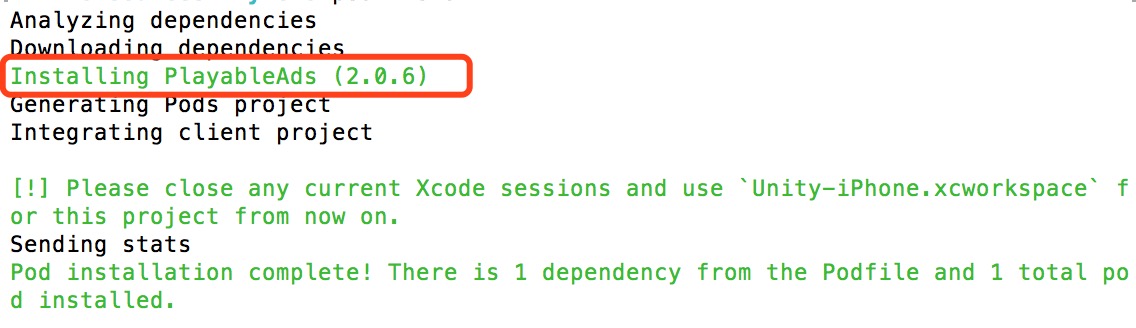 Analyzing dependencies
Downloading dependencies
Installing PlayableAds (2.0.6)
Generating Pods project
Integrating client project
[!] Please close any current Xcode sessions and use `Unity-iPhone.xcworkspace` f
or this project from now on.
Sending stats
Pod installation complete! There is 1 dependency from the Podfile and 1 total po
d installed.